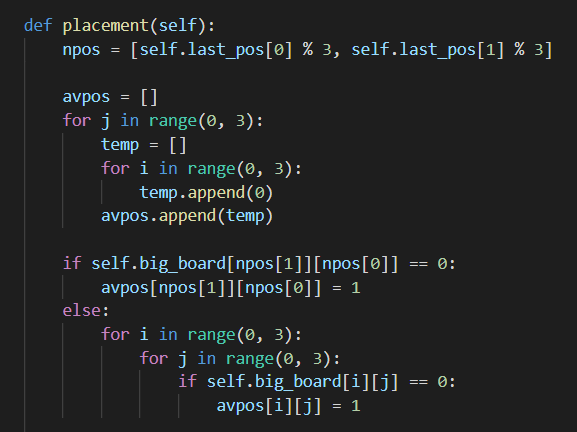 def placement(self):
    npos = [self.last_pos[0] % 3, self.last_pos[1] % 3]

    avpos = []
    for j in range(0, 3):
        temp = []
        for i in range(0, 3):
            temp.append(0)
        avpos.append(temp)

    if self.big_board[npos[1]][npos[0]] == 0:
        avpos[npos[1]][npos[0]] = 1
    else:
        for i in range(0, 3):
            for j in range(0, 3):
                if self.big_board[i][j] == 0:
                    avpos[i][j] = 1